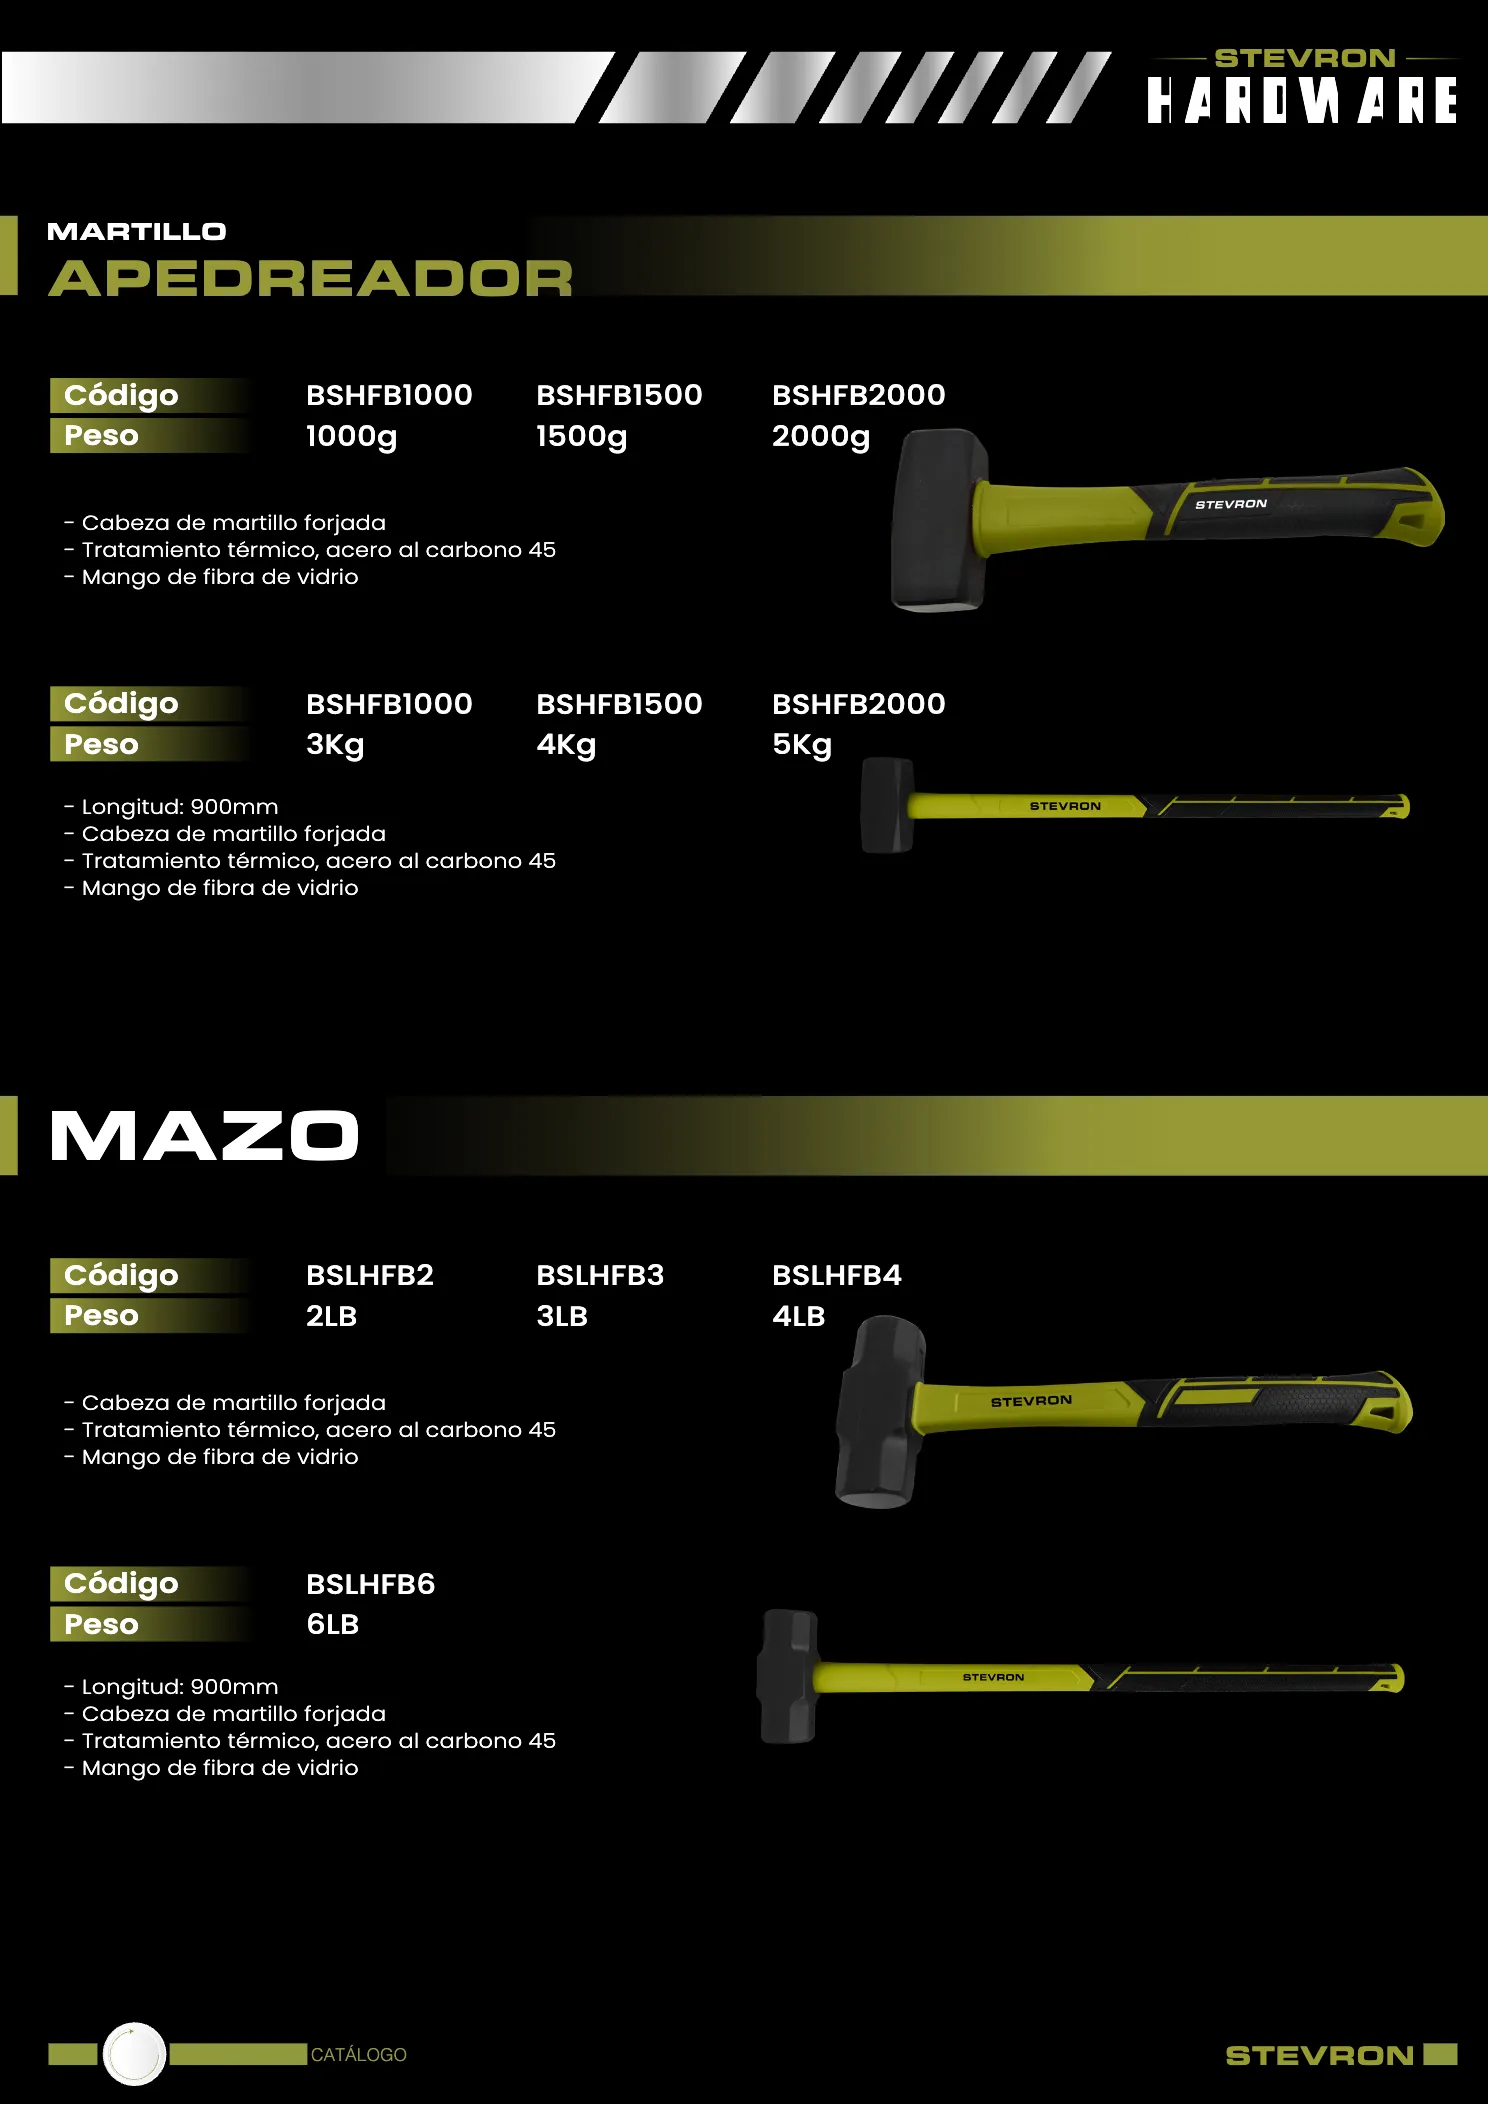 STEVRON
HARDWARE
MARTILLO
APEDREADOR
Código BSHFB1000 BSHFB1500 BSHFB2000
Peso 1000g 1500g 2000g
STEVRON
- Cabeza de martillo forjada
- Tratamiento térmico, acero al carbono 45
- Mango de fibra de vidrio
Código BSHFB1000 BSHFB1500 BSHFB2000
Peso 3Kg 4Kg 5Kg
STEVRON
- Longitud: 900mm
- Cabeza de martillo forjada
- Tratamiento térmico, acero al carbono 45
- Mango de fibra de vidrio
MAZO
Código BSLHFB2 BSLHFB3 BSLHFB4
Peso 2LB 3LB 4LB
STEVRON
- Cabeza de martillo forjada
- Tratamiento térmico, acero al carbono 45
- Mango de fibra de vidrio
Código BSLHFB6
Peso 6LB
STEVRON
- Longitud: 900mm
- Cabeza de martillo forjada
- Tratamiento térmico, acero al carbono 45
- Mango de fibra de vidrio
CATÁLOGO
STEVRON